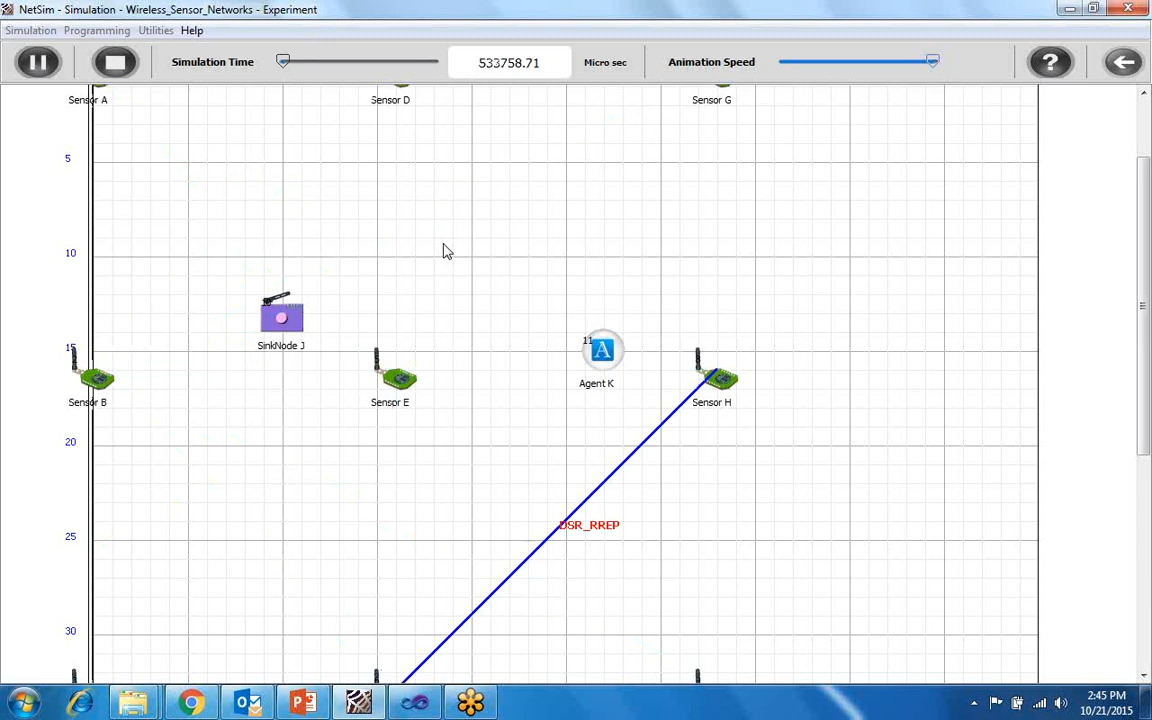 NetSim - Simulation - Wireless_Sensor_Networks - Experiment
Simulation Programming Utilities Help
Simulation Time 533758.71 Micro sec Animation Speed ?
Sensor A Sensor D Sensor G
5
10
SinkNode J
15 11 A
Agent K
Sensor B Sensor E Sensor H
20
25 DSR_RREP
30
2:45 PM
10/21/2015